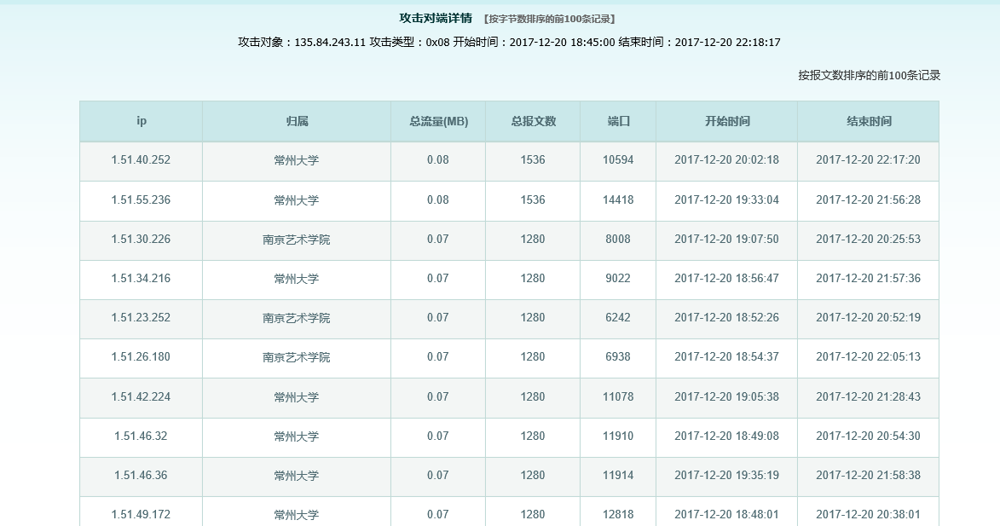 攻击对端详情 【按字节数排序的前100条记录】
攻击对象：135.84.243.11 攻击类型：0x08 开始时间：2017-12-20 18:45:00 结束时间：2017-12-20 22:18:17
按报文数排序的前100条记录
ip 归属 总流量(MB) 总报文数 端口 开始时间 结束时间
1.51.40.252 常州大学 0.08 1536 10594 2017-12-20 20:02:18 2017-12-20 22:17:20
1.51.55.236 常州大学 0.08 1536 14418 2017-12-20 19:33:04 2017-12-20 21:56:28
1.51.30.226 南京艺术学院 0.07 1280 8008 2017-12-20 19:07:50 2017-12-20 20:25:53
1.51.34.216 常州大学 0.07 1280 9022 2017-12-20 18:56:47 2017-12-20 21:57:36
1.51.23.252 南京艺术学院 0.07 1280 6242 2017-12-20 18:52:26 2017-12-20 20:52:19
1.51.26.180 南京艺术学院 0.07 1280 6938 2017-12-20 18:54:37 2017-12-20 22:05:13
1.51.42.224 常州大学 0.07 1280 11078 2017-12-20 19:05:38 2017-12-20 21:28:43
1.51.46.32 常州大学 0.07 1280 11910 2017-12-20 18:49:08 2017-12-20 20:54:30
1.51.46.36 常州大学 0.07 1280 11914 2017-12-20 19:35:19 2017-12-20 21:58:38
1.51.49.172 常州大学 0.07 1280 12818 2017-12-20 18:48:01 2017-12-20 20:38:01